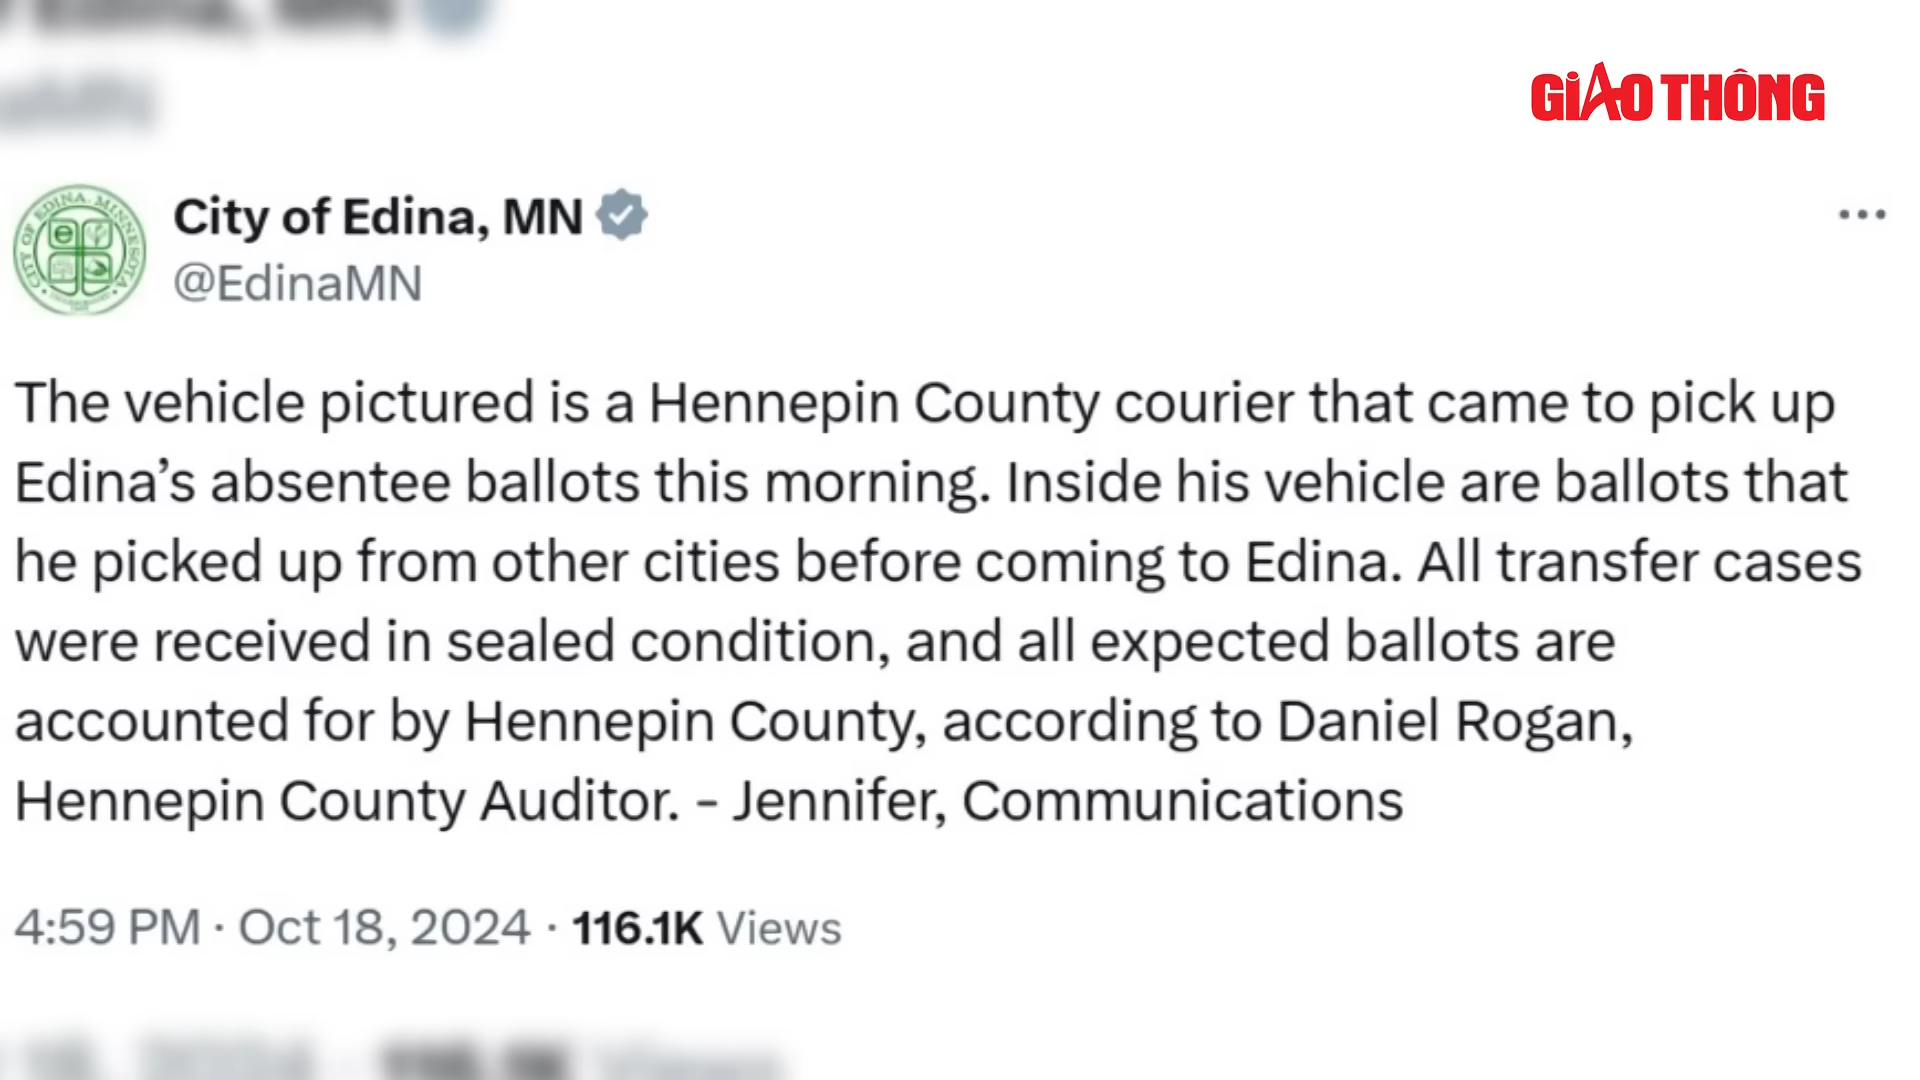 Edina, MN
GIAO THÔNG
City of Edina, MN
@EdinaMN
The vehicle pictured is a Hennepin County courier that came to pick up
Edina’s absentee ballots this morning. Inside his vehicle are ballots that
he picked up from other cities before coming to Edina. All transfer cases
were received in sealed condition, and all expected ballots are
accounted for by Hennepin County, according to Daniel Rogan,
Hennepin County Auditor. - Jennifer, Communications
4:59 PM · Oct 18, 2024 · 116.1K Views